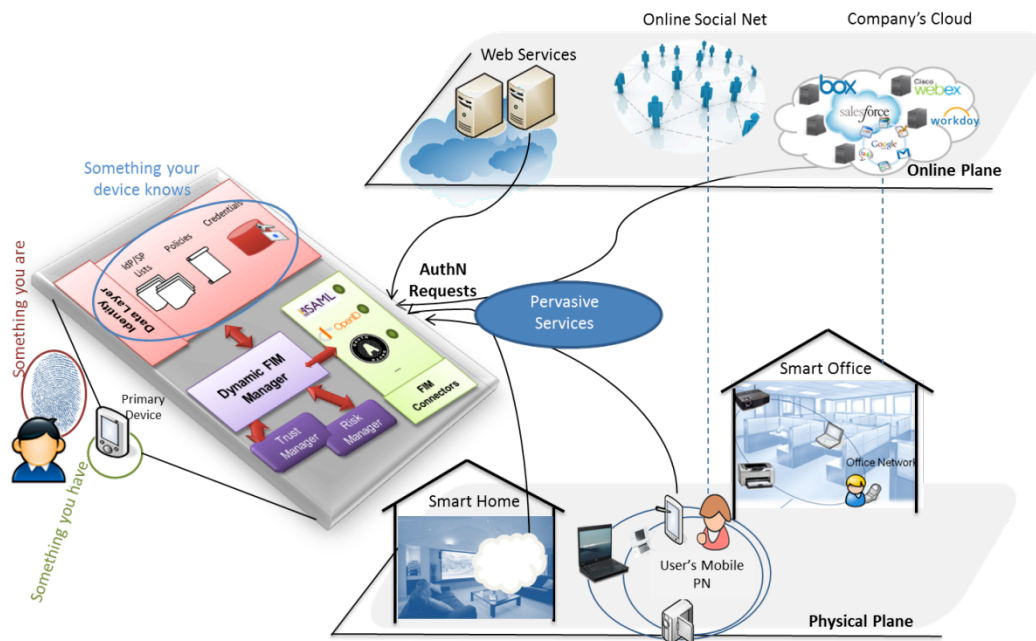 Online Social Net
Company's Cloud
Web Services
box
Cisco
webex
salesforce
workday
Google
Online Plane
Something your
device knows
Credentials
Policies
IdP/SP
Lists
Identity
Data Layer
Something you are
AuthN
Requests
Pervasive
Services
SAML
OpenID
...
FIM
Connectors
Dynamic FIM
Manager
Trust
Manager
Risk
Manager
Primary
Device
Something you have
Smart Office
Office Network
Smart Home
User's Mobile
PN
Physical Plane